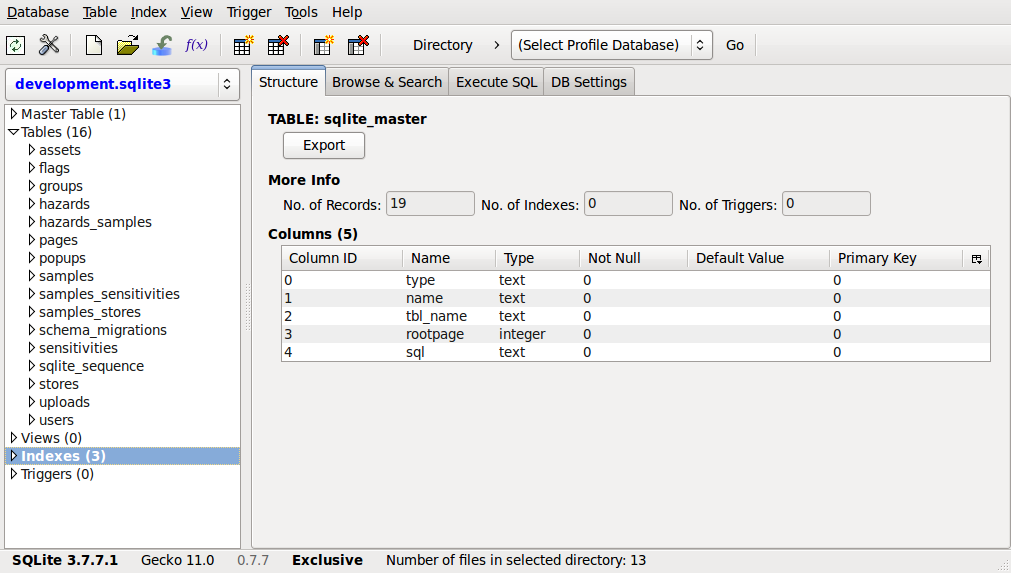 Database Table Index View Trigger Tools Help
f(x) Directory (Select Profile Database) Go
development.sqlite3
Master Table (1)
Tables (16)
assets
flags
groups
hazards
hazards_samples
pages
popups
samples
samples_sensitivities
samples_stores
schema_migrations
sensitivities
sqlite_sequence
stores
uploads
users
Views (0)
Indexes (3)
Triggers (0)
Structure Browse & Search Execute SQL DB Settings
TABLE: sqlite_master
Export
More Info
No. of Records: 19 No. of Indexes: 0 No. of Triggers: 0
Columns (5)
Column ID Name Type Not Null Default Value Primary Key
0 type text 0 0
1 name text 0 0
2 tbl_name text 0 0
3 rootpage integer 0 0
4 sql text 0 0
SQLite 3.7.7.1 Gecko 11.0 0.7.7 Exclusive Number of files in selected directory: 13